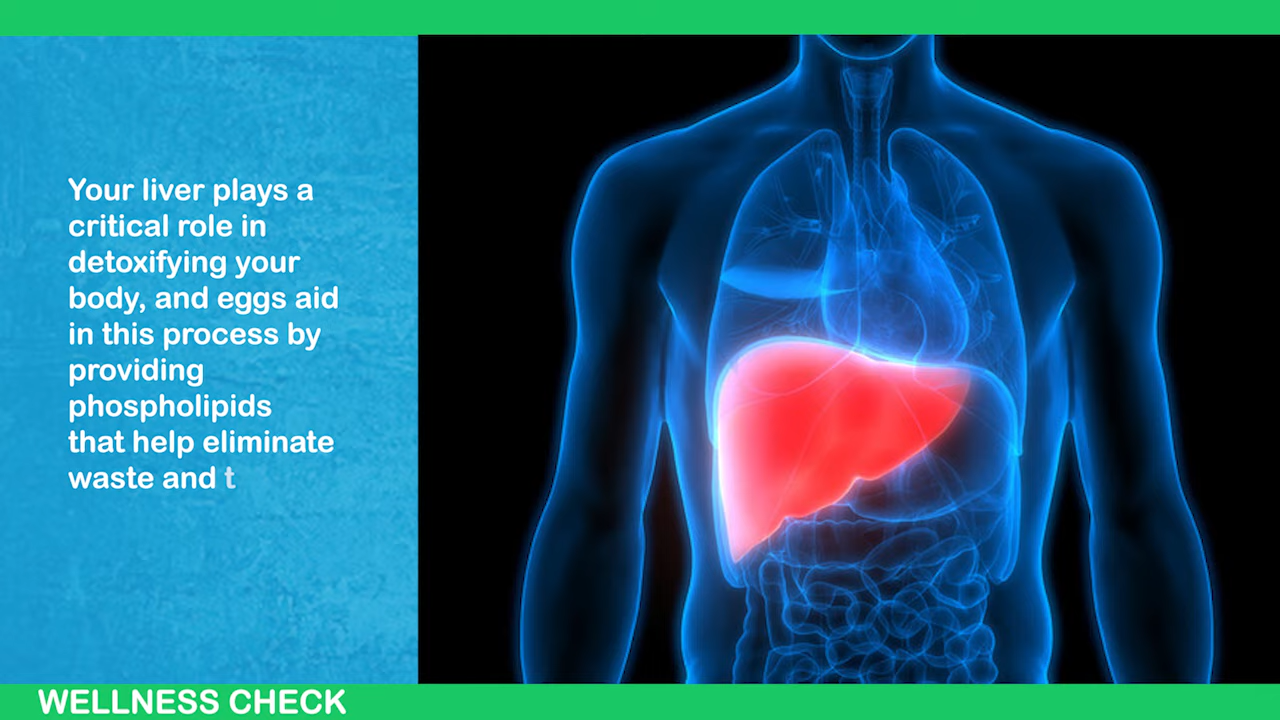 Your liver plays a
critical role in
detoxifying your
body, and eggs aid
in this process by
providing
phospholipids
that help eliminate
waste and t
WELLNESS CHECK